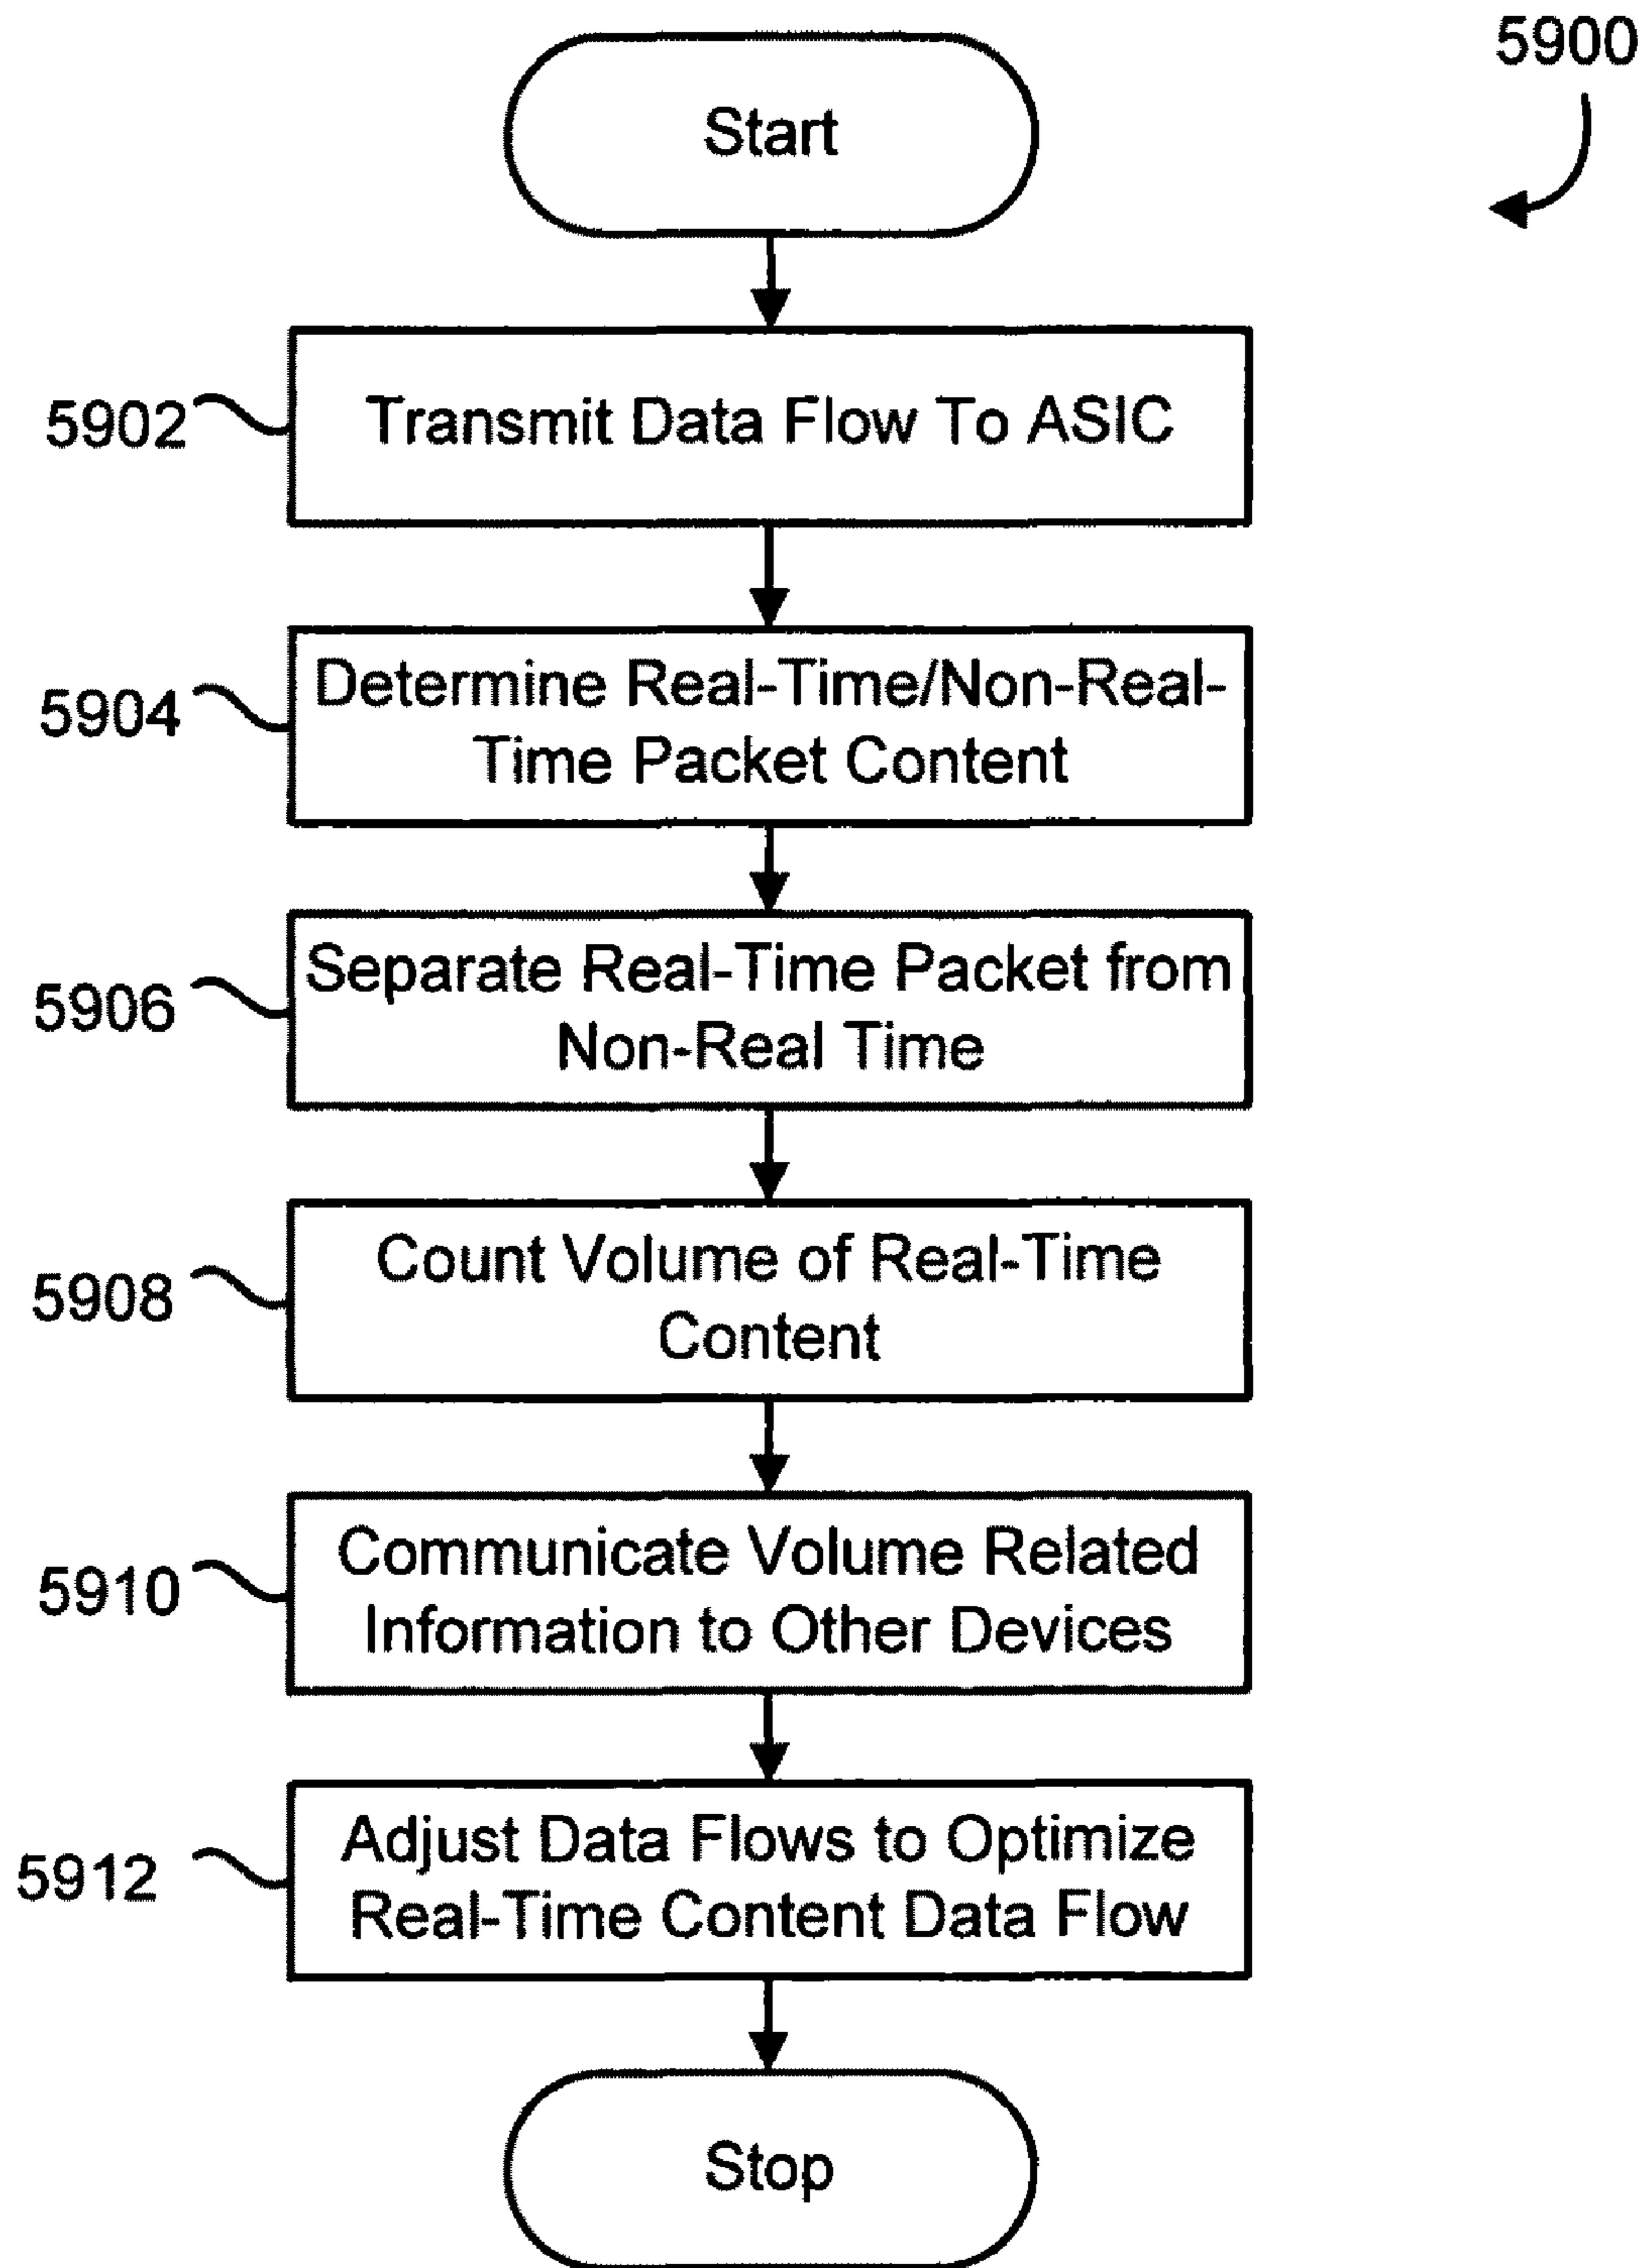 5900
Start
5902
Transmit Data Flow To ASIC
5904
Determine Real-Time/Non-Real-
Time Packet Content
5906
Separate Real-Time Packet from
Non-Real Time
5908
Count Volume of Real-Time
Content
5910
Communicate Volume Related
Information to Other Devices
5912
Adjust Data Flows to Optimize
Real-Time Content Data Flow
Stop